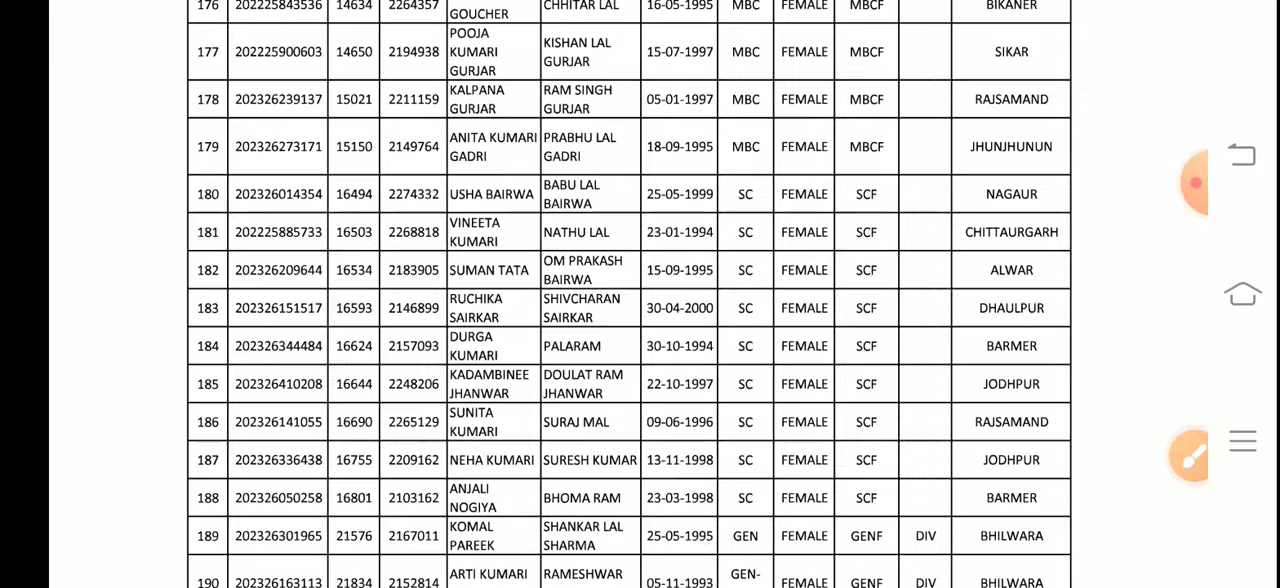 176 202225843536 14634 2264357 GOUCHER CHHITAR LAL 16-05-1995 MBC FEMALE MBCF BIKANER
177 202225900603 14650 2194938 POOJA KUMARI GURJAR KISHAN LAL GURJAR 15-07-1997 MBC FEMALE MBCF SIKAR
178 202326239137 15021 2211159 KALPANA GURJAR RAM SINGH GURJAR 05-01-1997 MBC FEMALE MBCF RAJSAMAND
179 202326273171 15150 2149764 ANITA KUMARI GADRI PRABHU LAL GADRI 18-09-1995 MBC FEMALE MBCF JHUNJHUNUN
180 202326014354 16494 2274332 USHA BAIRWA BABU LAL BAIRWA 25-05-1999 SC FEMALE SCF NAGAUR
181 202225885733 16503 2268818 VINEETA KUMARI NATHU LAL 23-01-1994 SC FEMALE SCF CHITTAURGARH
182 202326209644 16534 2183905 SUMAN TATA OM PRAKASH BAIRWA 15-09-1995 SC FEMALE SCF ALWAR
183 202326151517 16593 2146899 RUCHIKA SAIRKAR SHIVCHARAN SAIRKAR 30-04-2000 SC FEMALE SCF DHAULPUR
184 202326344484 16624 2157093 DURGA KUMARI PALARAM 30-10-1994 SC FEMALE SCF BARMER
185 202326410208 16644 2248206 KADAMBINEE JHANWAR DOULAT RAM JHANWAR 22-10-1997 SC FEMALE SCF JODHPUR
186 202326141055 16690 2265129 SUNITA KUMARI SURAJ MAL 09-06-1996 SC FEMALE SCF RAJSAMAND
187 202326336438 16755 2209162 NEHA KUMARI SURESH KUMAR 13-11-1998 SC FEMALE SCF JODHPUR
188 202326050258 16801 2103162 ANJALI NOGIYA BHOMA RAM 23-03-1998 SC FEMALE SCF BARMER
189 202326301965 21576 2167011 KOMAL PAREEK SHANKAR LAL SHARMA 25-05-1995 GEN FEMALE GENF DIV BHILWARA
190 202326163113 21834 2152814 ARTI KUMARI RAMESHWAR 05-11-1993 GEN- FEMALE GENF DIV BHILWARA